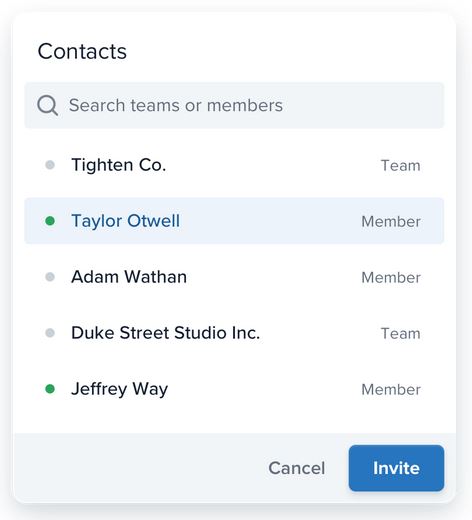 Contacts
Search teams or members
Tighten Co. Team
Taylor Otwell Member
Adam Wathan Member
Duke Street Studio Inc. Team
Jeffrey Way Member
Cancel Invite